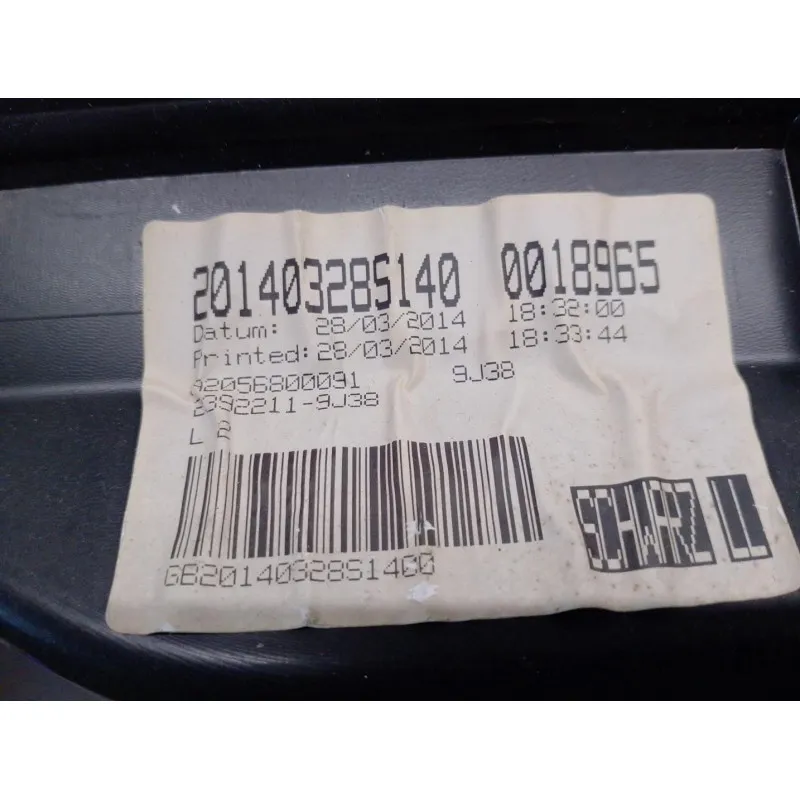 20140328S140 0018965
Datum: 28/03/2014 18:32:00
Printed: 28/03/2014 18:33:44
A2056800091 9J38
2392211-9J38
L 2
SCHWARZ LL
GB20140328S1400